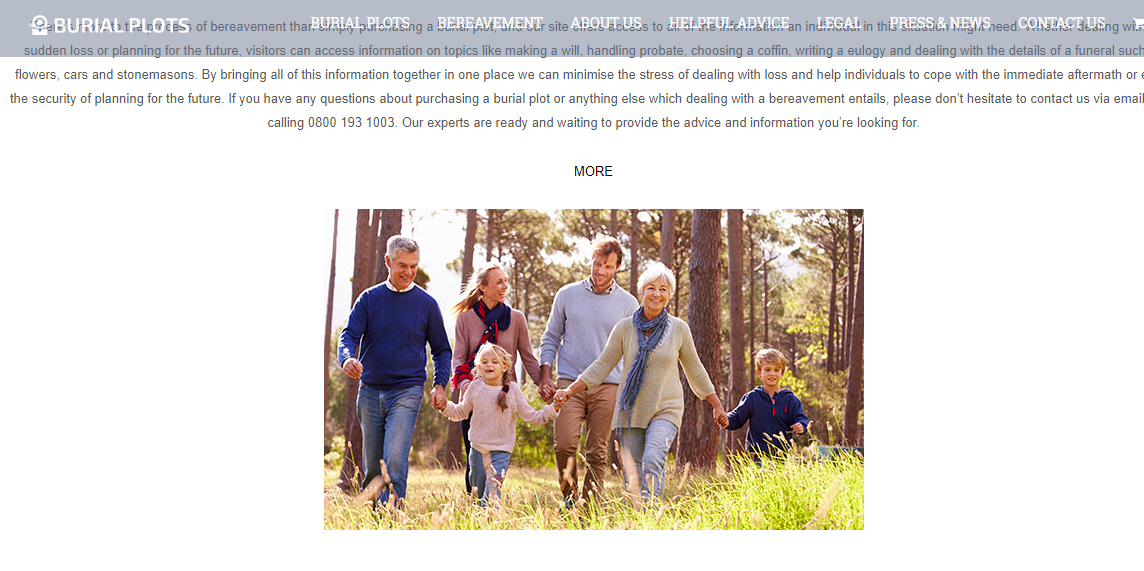 BURIAL PLOTS
BURIAL PLOTS BEREAVEMENT ABOUT US HELPFUL ADVICE LEGAL PRESS & NEWS CONTACT US
process of bereavement than simply purchasing a burial plot, and our site offers access to all of the information an individual in this situation might need. Whether dealing with
sudden loss or planning for the future, visitors can access information on topics like making a will, handling probate, choosing a coffin, writing a eulogy and dealing with the details of a funeral such
flowers, cars and stonemasons. By bringing all of this information together in one place we can minimise the stress of dealing with loss and help individuals to cope with the immediate aftermath or e
the security of planning for the future. If you have any questions about purchasing a burial plot or anything else which dealing with a bereavement entails, please don't hesitate to contact us via email
calling 0800 193 1003. Our experts are ready and waiting to provide the advice and information you're looking for.
MORE